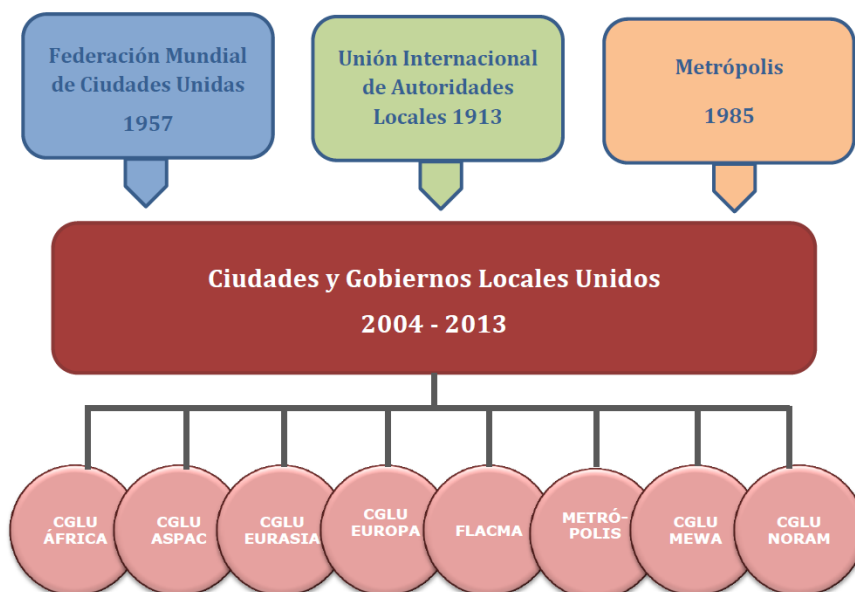 Federación Mundial
de Ciudades Unidas
1957
Unión Internacional
de Autoridades
Locales 1913
Metrópolis
1985
Ciudades y Gobiernos Locales Unidos
2004 - 2013
CGLU
ÁFRICA
CGLU
ASPAC
CGLU
EURASIA
CGLU
EUROPA
FLACMA
METRÓ-
POLIS
CGLU
MEWA
CGLU
NORAM